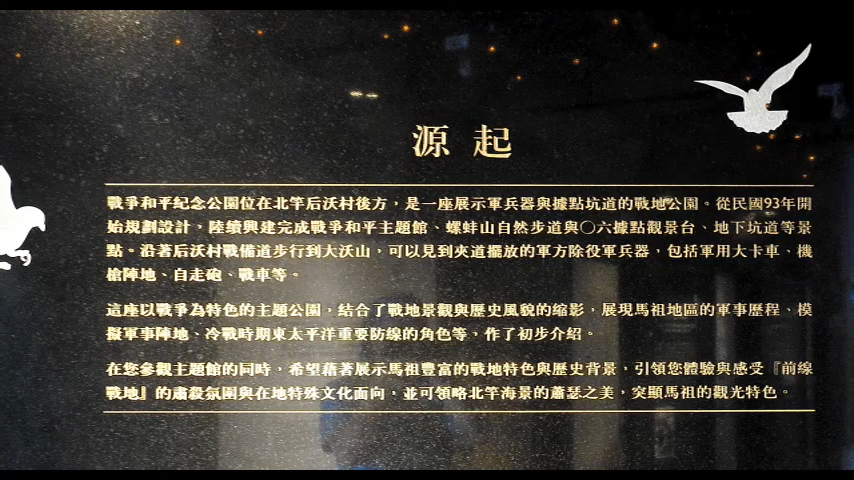 源起
戰爭和平紀念公園位在北竿后沃村後方，是一座展示軍兵器與據點坑道的戰地公園。從民國93年開
始規劃設計，陸續興建完成戰爭和平主題館、螺蚌山自然步道與〇六據點觀景台、地下坑道等景
點。沿著后沃村戰備道步行到大沃山，可以見到夾道擺放的軍方除役軍兵器，包括軍用大卡車、機
槍陣地、自走砲、戰車等。
這座以戰爭為特色的主題公園，結合了戰地景觀與歷史風貌的縮影，展現馬祖地區的軍事歷程、模
擬軍事陣地、冷戰時期東太平洋重要防線的角色等，作了初步介紹。
在您參觀主題館的同時，希望藉著展示馬祖豐富的戰地特色與歷史背景，引領您體驗與感受『前線
戰地』的肅殺氛圍與在地特殊文化面向，並可領略北竿海景的蕭瑟之美，突顯馬祖的觀光特色。